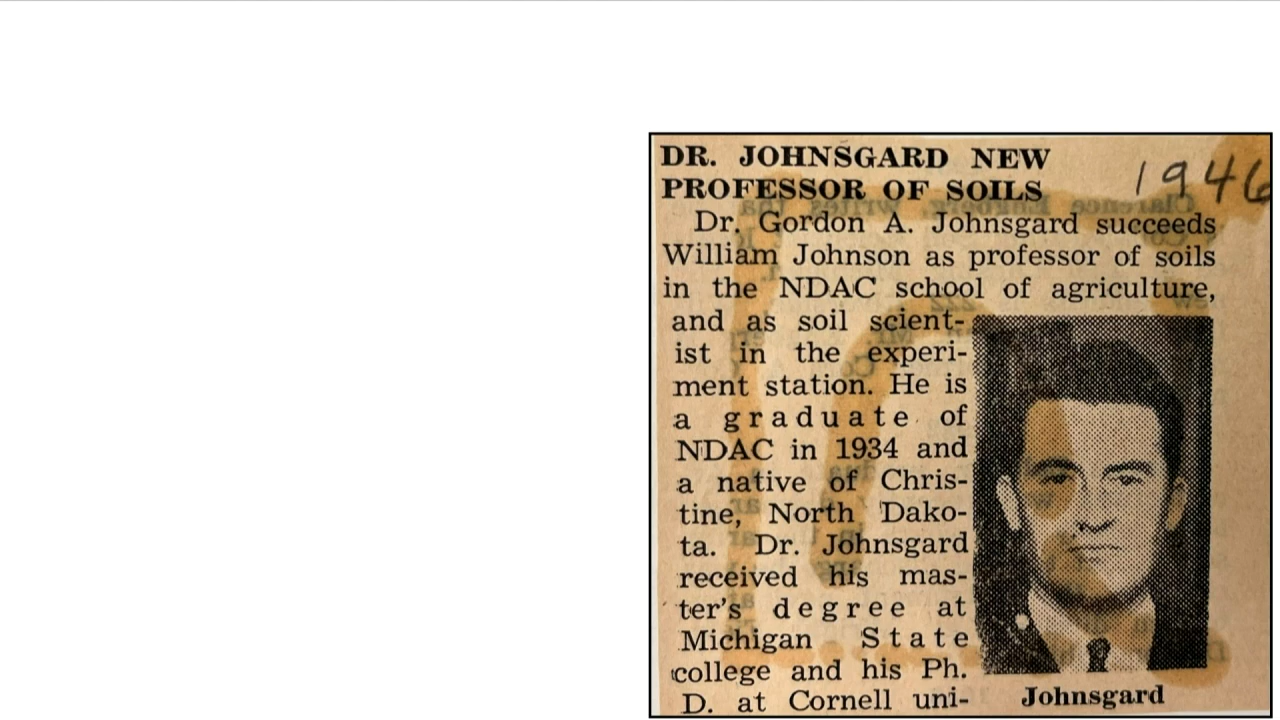 DR. JOHNSGARD NEW
PROFESSOR OF SOILS
1946
Dr. Gordon A. Johnsgard succeeds
William Johnson as professor of soils
in the NDAC school of agriculture,
and as soil scient-
ist in the experi-
ment station. He is
a graduate of
NDAC in 1934 and
a native of Chris-
tine, North Dako-
ta. Dr. Johnsgard
received his mas-
ter's degree at
Michigan State
college and his Ph.
D. at Cornell uni-
Johnsgard